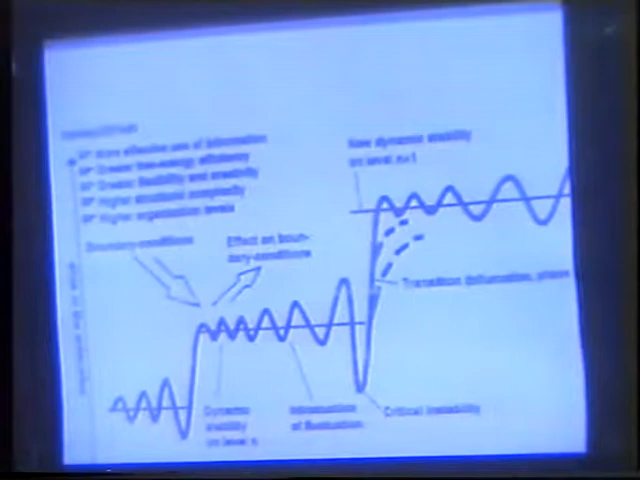 More effective use of information
Greater free-energy efficiency
Greater flexibility and creativity
Higher structural complexity
Higher organization levels
New dynamic stability
on level n+1
Boundary-conditions
Effect on boun-
dary-conditions
Transition (bifurcation) phase
Dynamic
stability
on level n
Introduction
of fluctuation
Critical instability